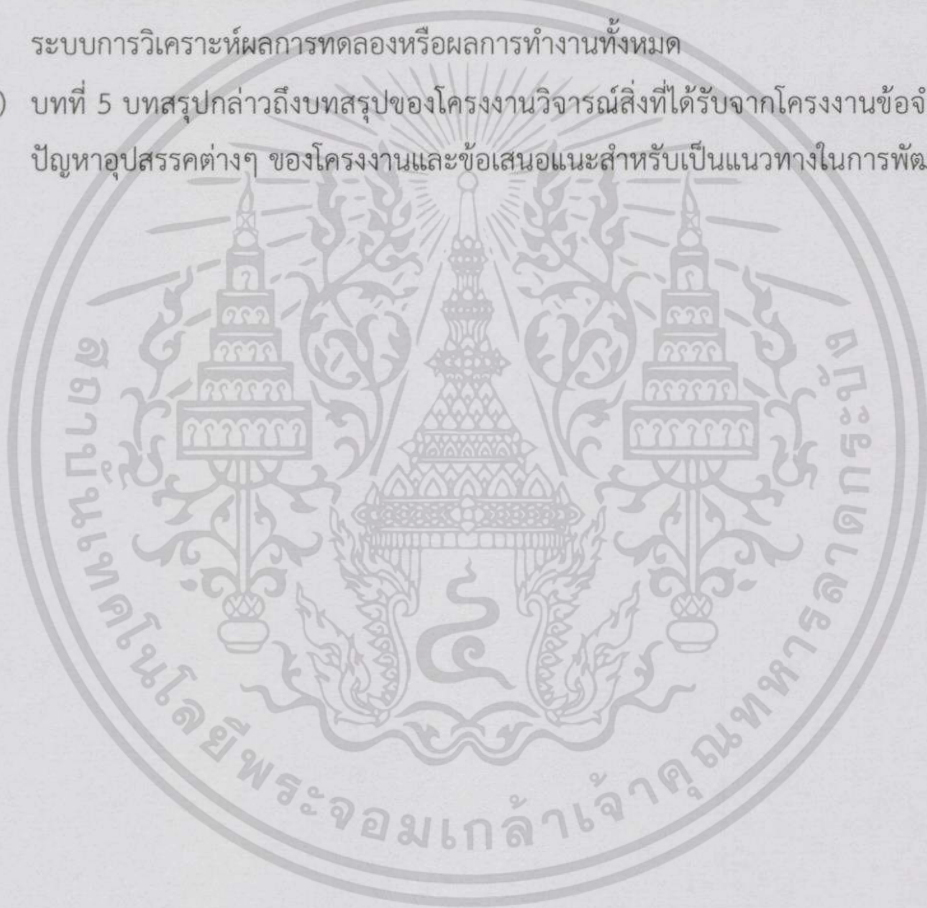 ระบบการวิเคราะห์ผลการทดลองหรือผลการทำงานทั้งหมด
) บทที่ 5 บทสรุปกล่าวถึงบทสรุปของโครงงานวิจารณ์สิ่งที่ได้รับจากโครงงานข้อจำ
ปัญหาอุปสรรคต่างๆ ของโครงงานและข้อเสนอแนะสำหรับเป็นแนวทางในการพัฒ
๔
สถาบันเทคโนโลยีพระจอมเกล้าเจ้าคุณทหารลาดกระบัง